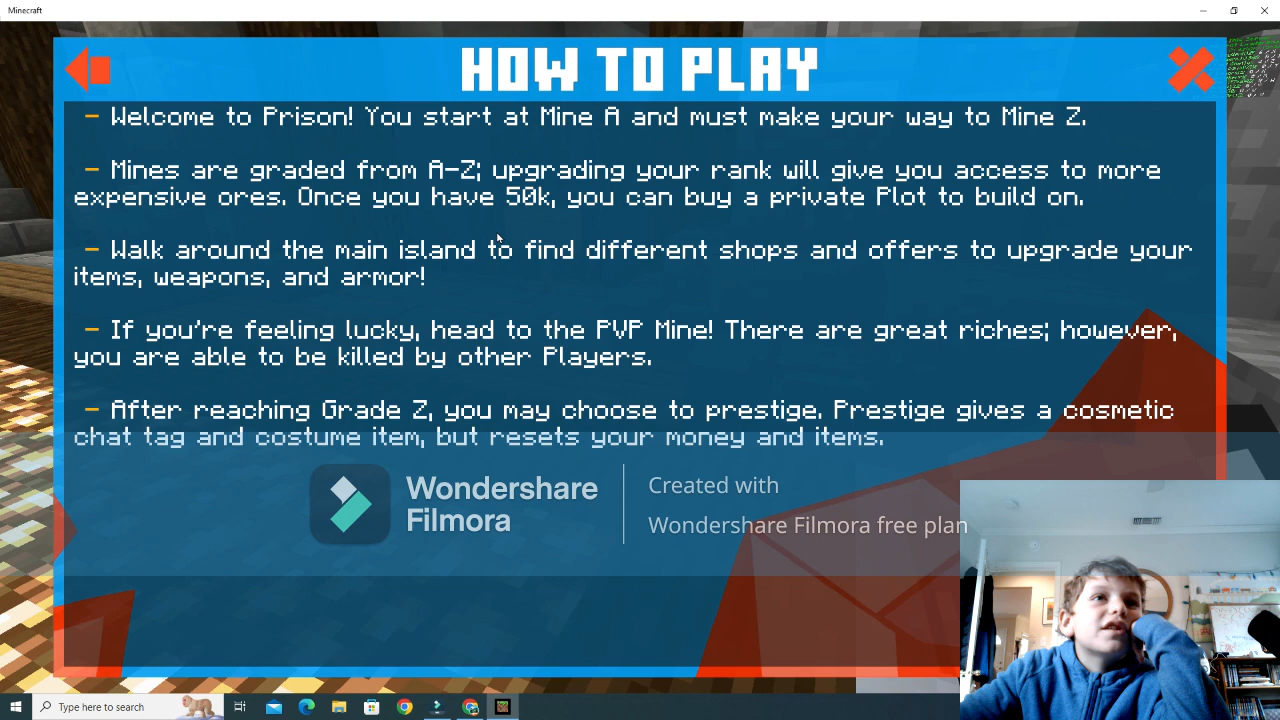 Minecraft
HOW TO PLAY
- Welcome to Prison! You start at Mine A and must make your way to Mine Z.
- Mines are graded from A-Z; upgrading your rank will give you access to more
expensive ores. Once you have 50k, you can buy a private Plot to build on.
- Walk around the main island to find different shops and offers to upgrade your
items, weapons, and armor!
- If you're feeling lucky, head to the PVP Mine! There are great riches; however,
you are able to be killed by other Players.
- After reaching Grade Z, you may choose to prestige. Prestige gives a cosmetic
chat tag and costume item, but resets your money and items.
Wondershare
Filmora
Created with
Wondershare Filmora free plan
Type here to search